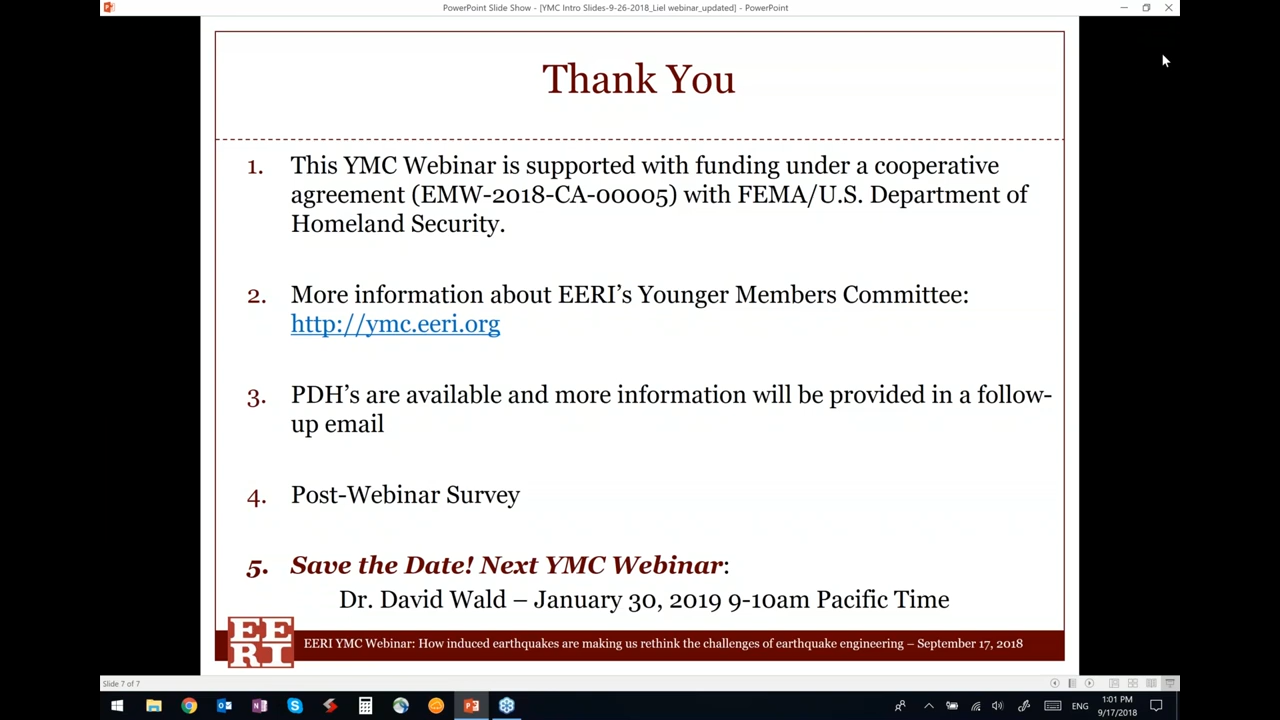 PowerPoint Slide Show - [YMC Intro Slides-9-26-2018_Liel webinar_updated] - PowerPoint
Thank You
1. This YMC Webinar is supported with funding under a cooperative
agreement (EMW-2018-CA-00005) with FEMA/U.S. Department of
Homeland Security.
2. More information about EERI's Younger Members Committee:
http://ymc.eeri.org
3. PDH's are available and more information will be provided in a follow-
up email
4. Post-Webinar Survey
5. Save the Date! Next YMC Webinar:
Dr. David Wald – January 30, 2019 9-10am Pacific Time
EE
RI
EERI YMC Webinar: How induced earthquakes are making us rethink the challenges of earthquake engineering – September 17, 2018
Slide 7 of 7
ENG
1:01 PM
9/17/2018